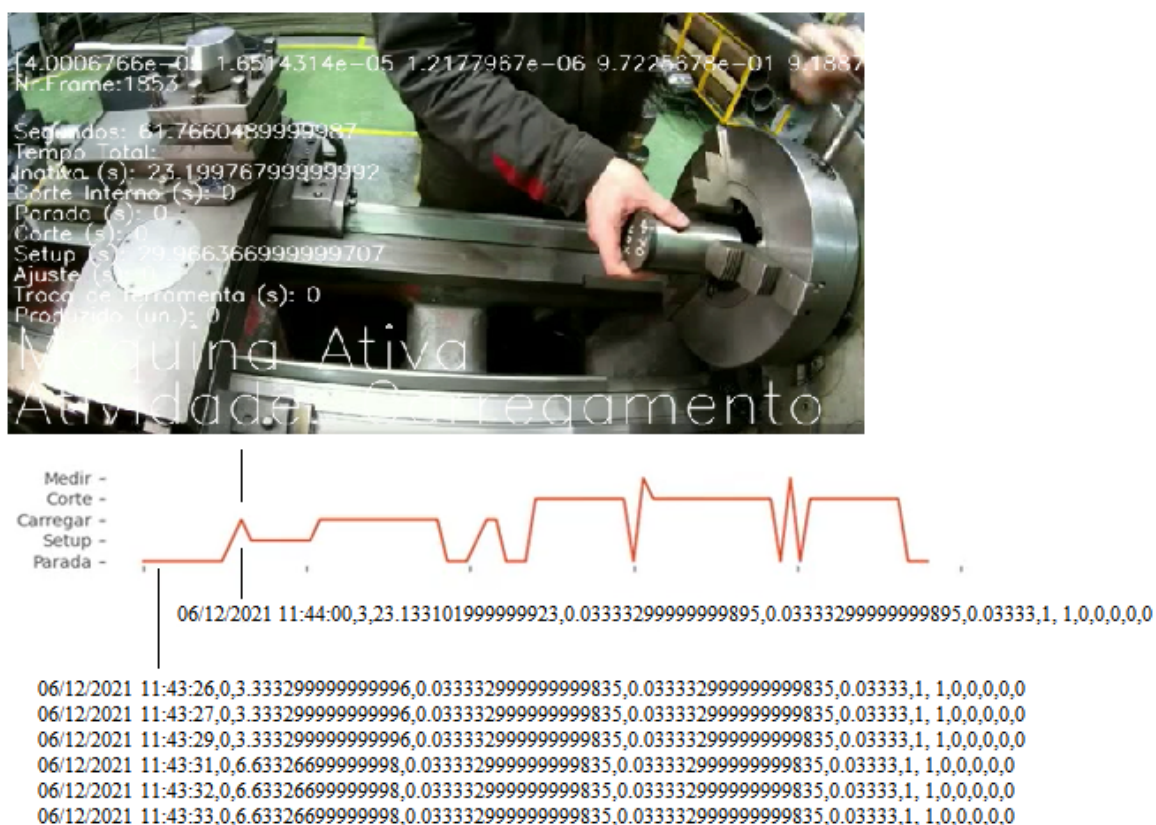 [4.0006766e-05 1.6514314e-05 1.2177967e-06 9.7225678e-01 9.1887
Nr.Frame:1853
Segundos: 61.7660489999987
Tempo Total:
Inativa (s): 23.19976799999992
Corte Interno (s): 0
Parado (s): 0
Corte (s): 0
Setup (s): 29.966366999999707
Ajuste (s):
Troca de ferramenta (s): 0
Produzido (un.): 0
Maquina Ativa
Atividade: Carregamento
Medir -
Corte -
Carregar -
Setup -
Parada -
06/12/2021 11:44:00,3,23.133101999999923,0.03333299999999895,0.03333299999999895,0.03333,1, 1,0,0,0,0,0
06/12/2021 11:43:26,0,3.333299999999996,0.033332999999999835,0.033332999999999835,0.03333,1, 1,0,0,0,0,0
06/12/2021 11:43:27,0,3.333299999999996,0.033332999999999835,0.033332999999999835,0.03333,1, 1,0,0,0,0,0
06/12/2021 11:43:29,0,3.333299999999996,0.033332999999999835,0.033332999999999835,0.03333,1, 1,0,0,0,0,0
06/12/2021 11:43:31,0,6.63326699999998,0.033332999999999835,0.033332999999999835,0.03333,1, 1,0,0,0,0,0
06/12/2021 11:43:32,0,6.63326699999998,0.033332999999999835,0.033332999999999835,0.03333,1, 1,0,0,0,0,0
06/12/2021 11:43:33,0,6.63326699999998,0.033332999999999835,0.033332999999999835,0.03333,1, 1,0,0,0,0,0